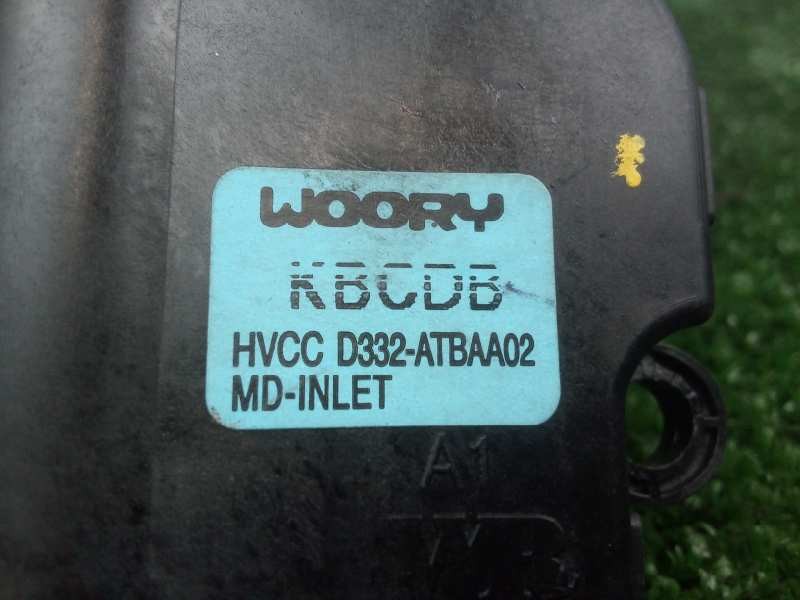 WOORY
KBCDB
HVCC D332-ATBAA02
MD-INLET
A1